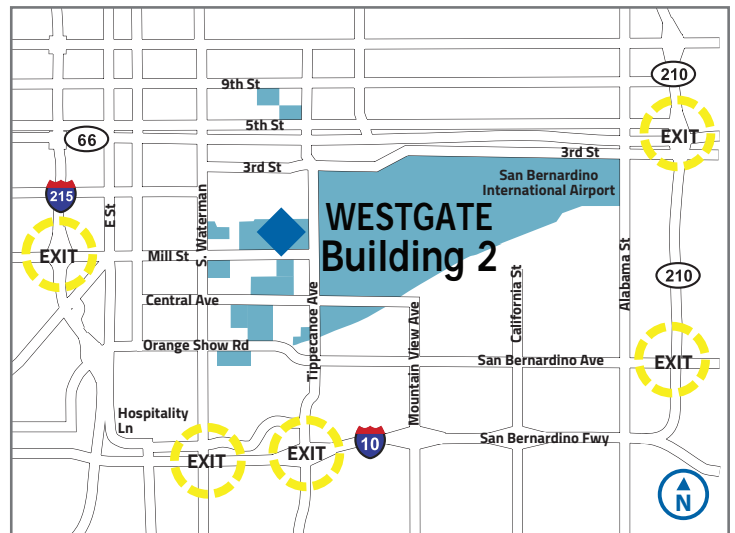 9th St
210
5th St
66
EXIT
3rd St
3rd St
San Bernardino
International Airport
215
E St
S. Waterman
WESTGATE
Building 2
EXIT
Mill St
210
Alabama St
California St
Central Ave
Tippecanoe Ave
Mountain View Ave
Orange Show Rd
San Bernardino Ave
EXIT
Hospitality
Ln
10
San Bernardino Fwy
EXIT
EXIT
N